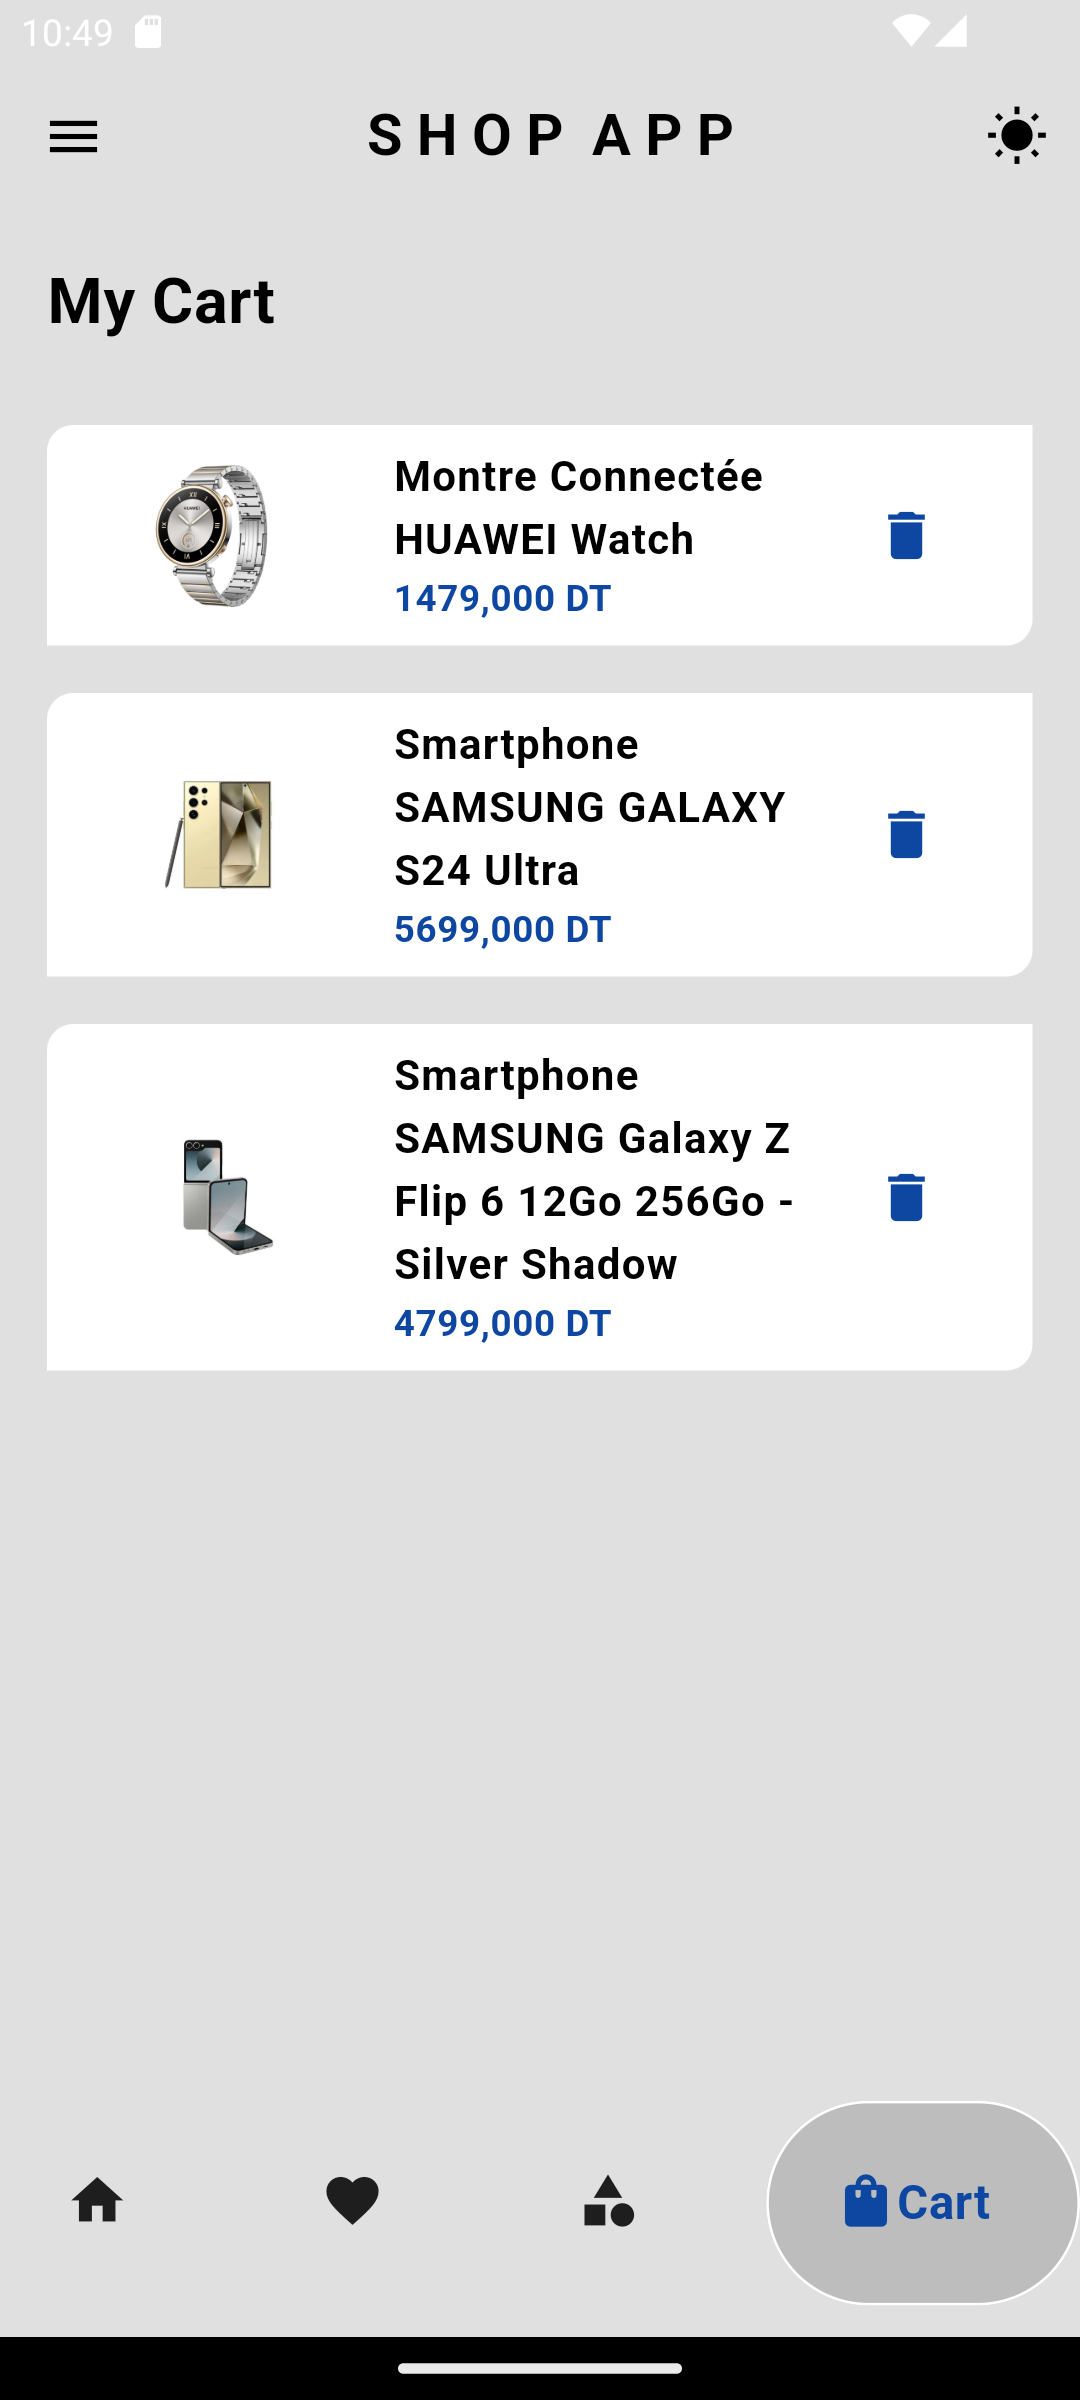 10:49
SHOP APP
My Cart
Montre Connectée
HUAWEI Watch
1479,000 DT
Smartphone
SAMSUNG GALAXY
S24 Ultra
5699,000 DT
Smartphone
SAMSUNG Galaxy Z
Flip 6 12Go 256Go -
Silver Shadow
4799,000 DT
Cart